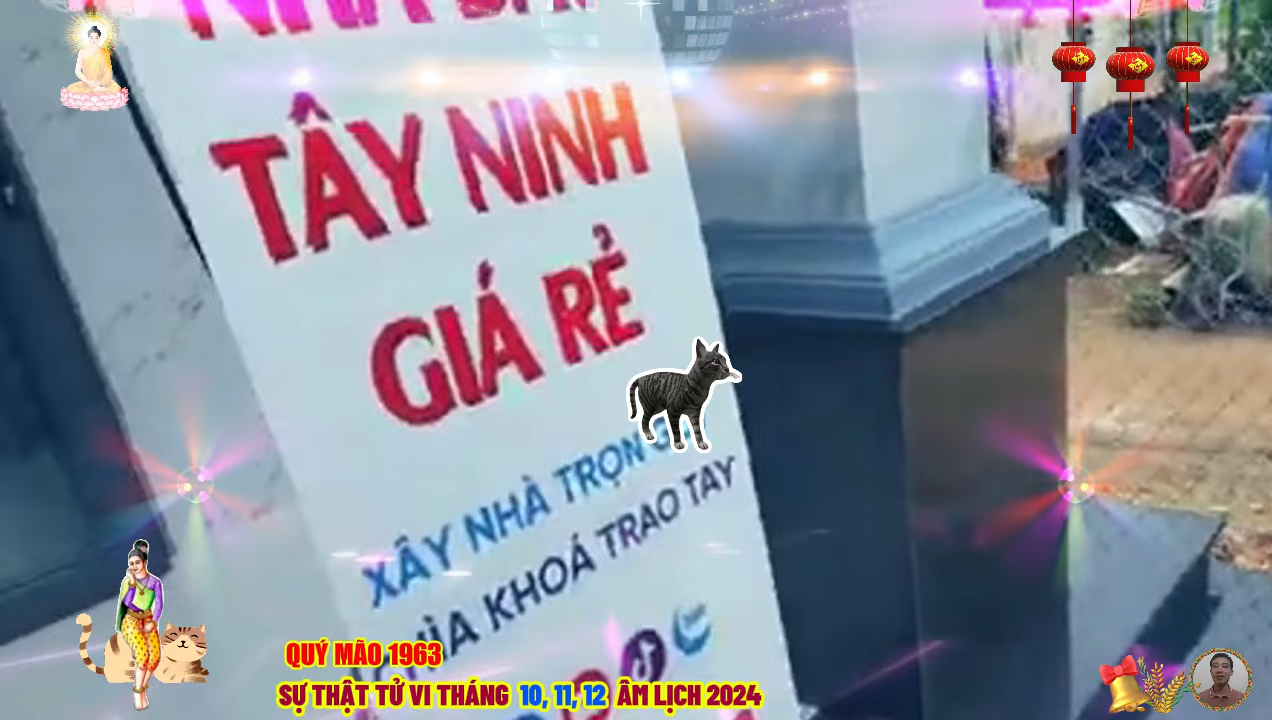 TÂY NINH
GIÁ RẺ
XÂY NHÀ TRỌN
KHOÁ TRAO TAY
QUÝ MÃO 1963
SỰ THẬT TỬ VI THÁNG 10, 11, 12 ÂM LỊCH 2024